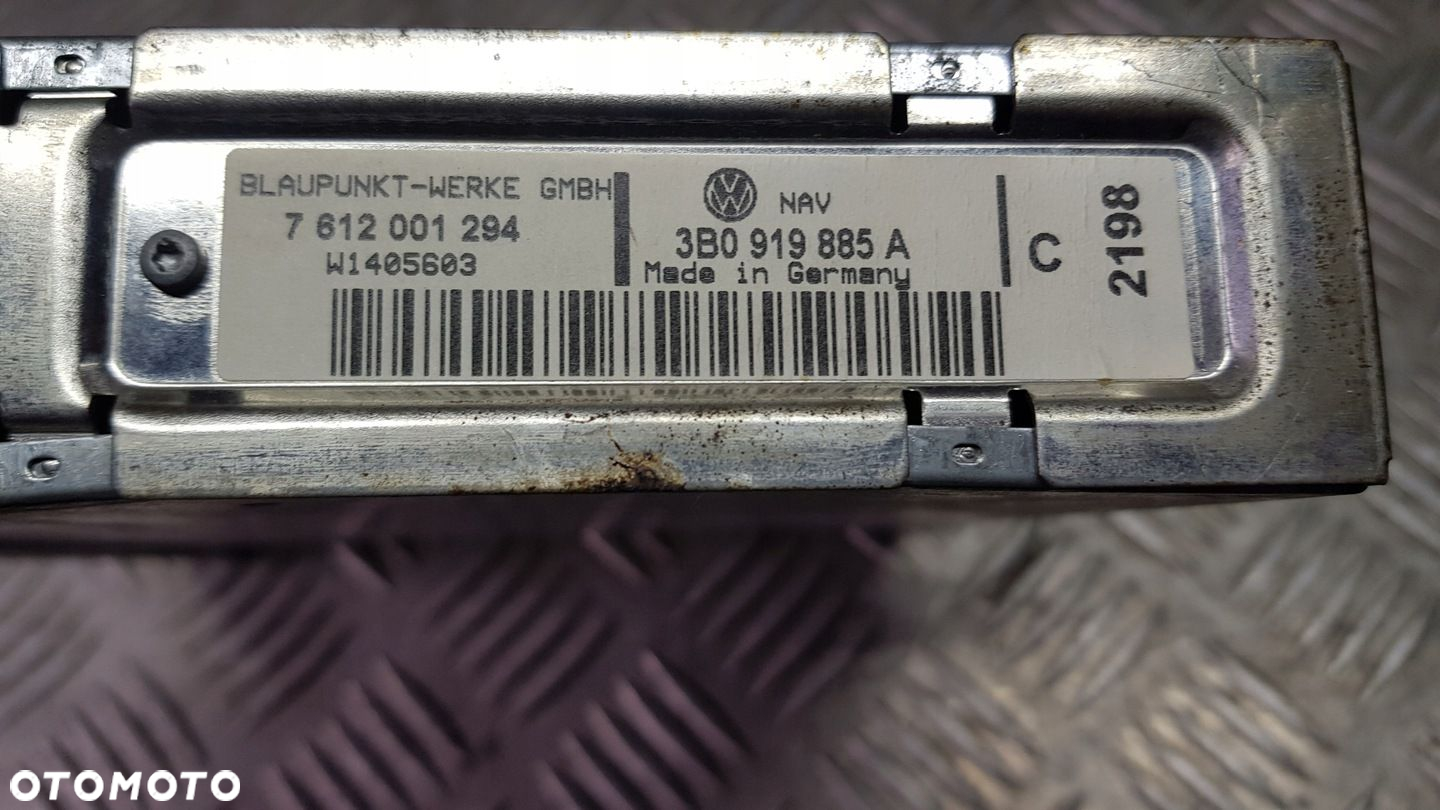 BLAUPUNKT-WERKE GMBH
7 612 001 294
W1405603
NAV
3B0 919 885 A
Made in Germany
C
2198
OTOMOTO